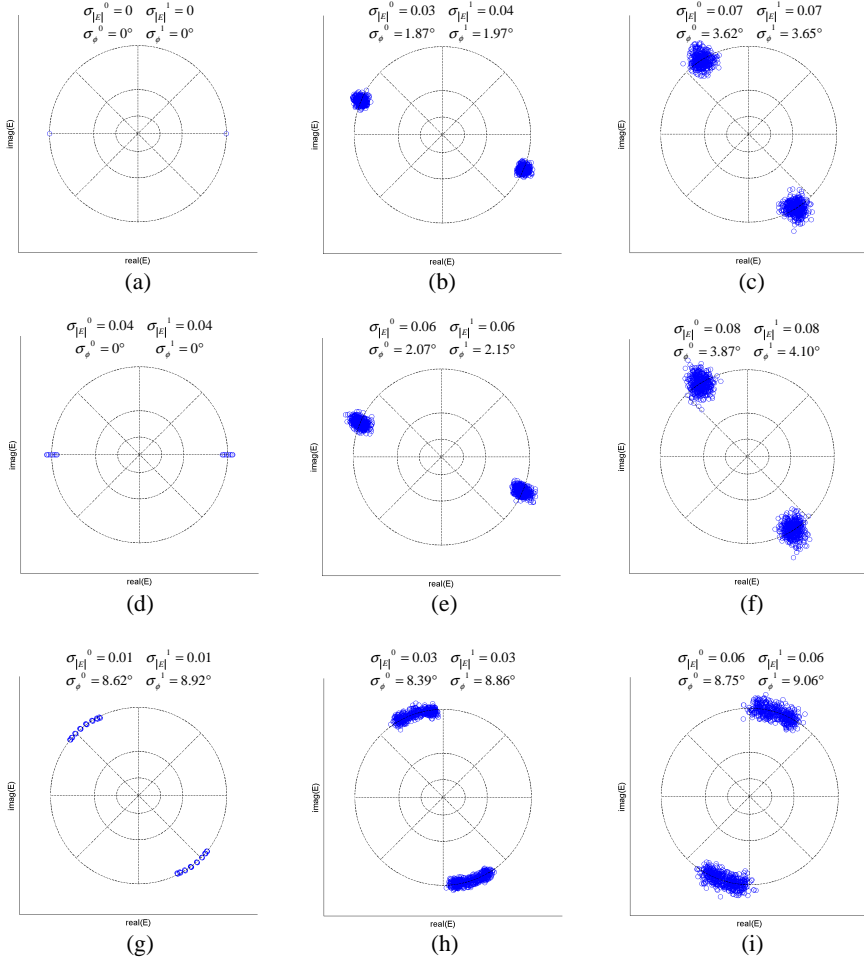 σ|E|⁰ = 0 σ|E|¹ = 0
σϕ⁰ = 0° σϕ¹ = 0°
imag(E)
real(E)
(a)
σ|E|⁰ = 0.03 σ|E|¹ = 0.04
σϕ⁰ = 1.87° σϕ¹ = 1.97°
imag(E)
real(E)
(b)
σ|E|⁰ = 0.07 σ|E|¹ = 0.07
σϕ⁰ = 3.62° σϕ¹ = 3.65°
imag(E)
real(E)
(c)
σ|E|⁰ = 0.04 σ|E|¹ = 0.04
σϕ⁰ = 0° σϕ¹ = 0°
imag(E)
real(E)
(d)
σ|E|⁰ = 0.06 σ|E|¹ = 0.06
σϕ⁰ = 2.07° σϕ¹ = 2.15°
imag(E)
real(E)
(e)
σ|E|⁰ = 0.08 σ|E|¹ = 0.08
σϕ⁰ = 3.87° σϕ¹ = 4.10°
imag(E)
real(E)
(f)
σ|E|⁰ = 0.01 σ|E|¹ = 0.01
σϕ⁰ = 8.62° σϕ¹ = 8.92°
imag(E)
real(E)
(g)
σ|E|⁰ = 0.03 σ|E|¹ = 0.03
σϕ⁰ = 8.39° σϕ¹ = 8.86°
imag(E)
real(E)
(h)
σ|E|⁰ = 0.06 σ|E|¹ = 0.06
σϕ⁰ = 8.75° σϕ¹ = 9.06°
imag(E)
real(E)
(i)